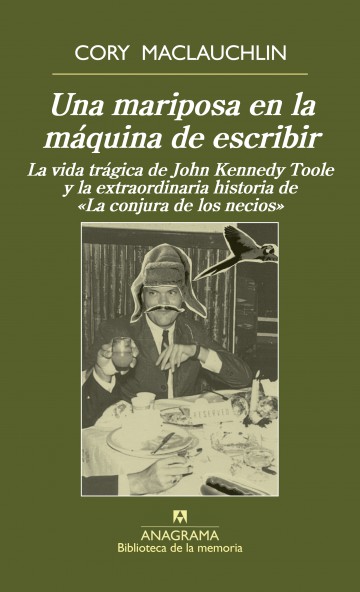 CORY MACLAUCHLIN
Una mariposa en la
máquina de escribir
La vida trágica de John Kennedy Toole
y la extraordinaria historia de
«La conjura de los necios»
RESERVED
ANAGRAMA
Biblioteca de la memoria